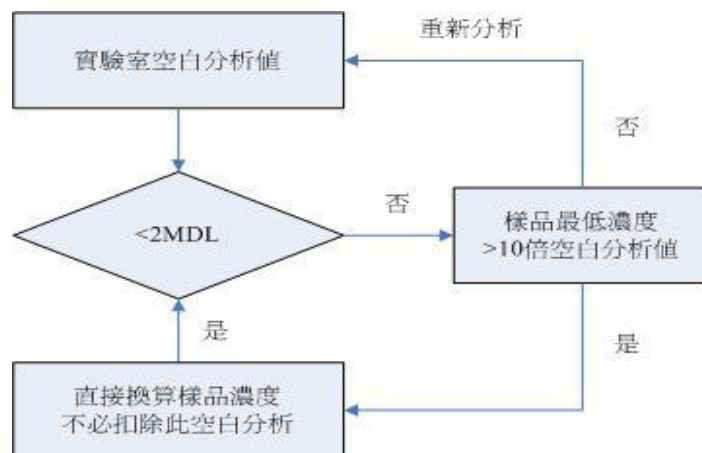 重新分析
實驗室空白分析值
否
<2MDL
否
樣品最低濃度
>10倍空白分析值
是
是
直接換算樣品濃度
不必扣除此空白分析